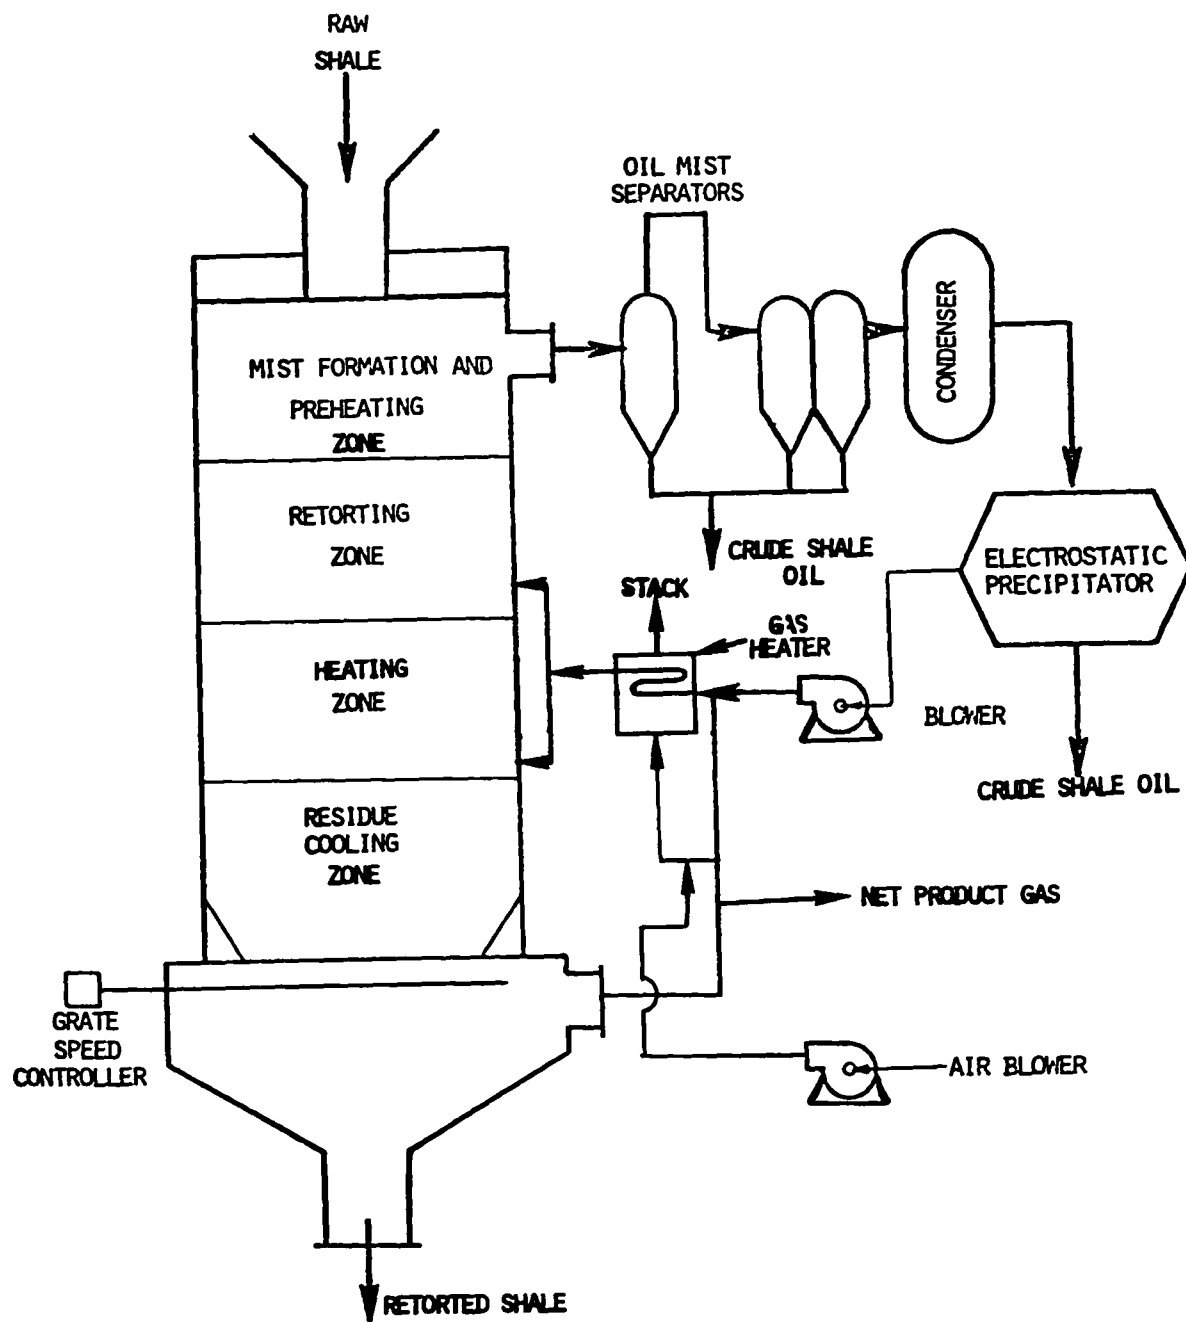 RAW
SHALE
OIL MIST
SEPARATORS
MIST FORMATION AND
PREHEATING
ZONE
CONDENSER
RETORTING
ZONE
CRUDE SHALE
OIL
ELECTROSTATIC
PRECIPITATOR
STACK
GAS
HEATER
HEATING
ZONE
BLOWER
CRUDE SHALE OIL
RESIDUE
COOLING
ZONE
NET PRODUCT GAS
GRATE
SPEED
CONTROLLER
AIR BLOWER
RETORTED SHALE